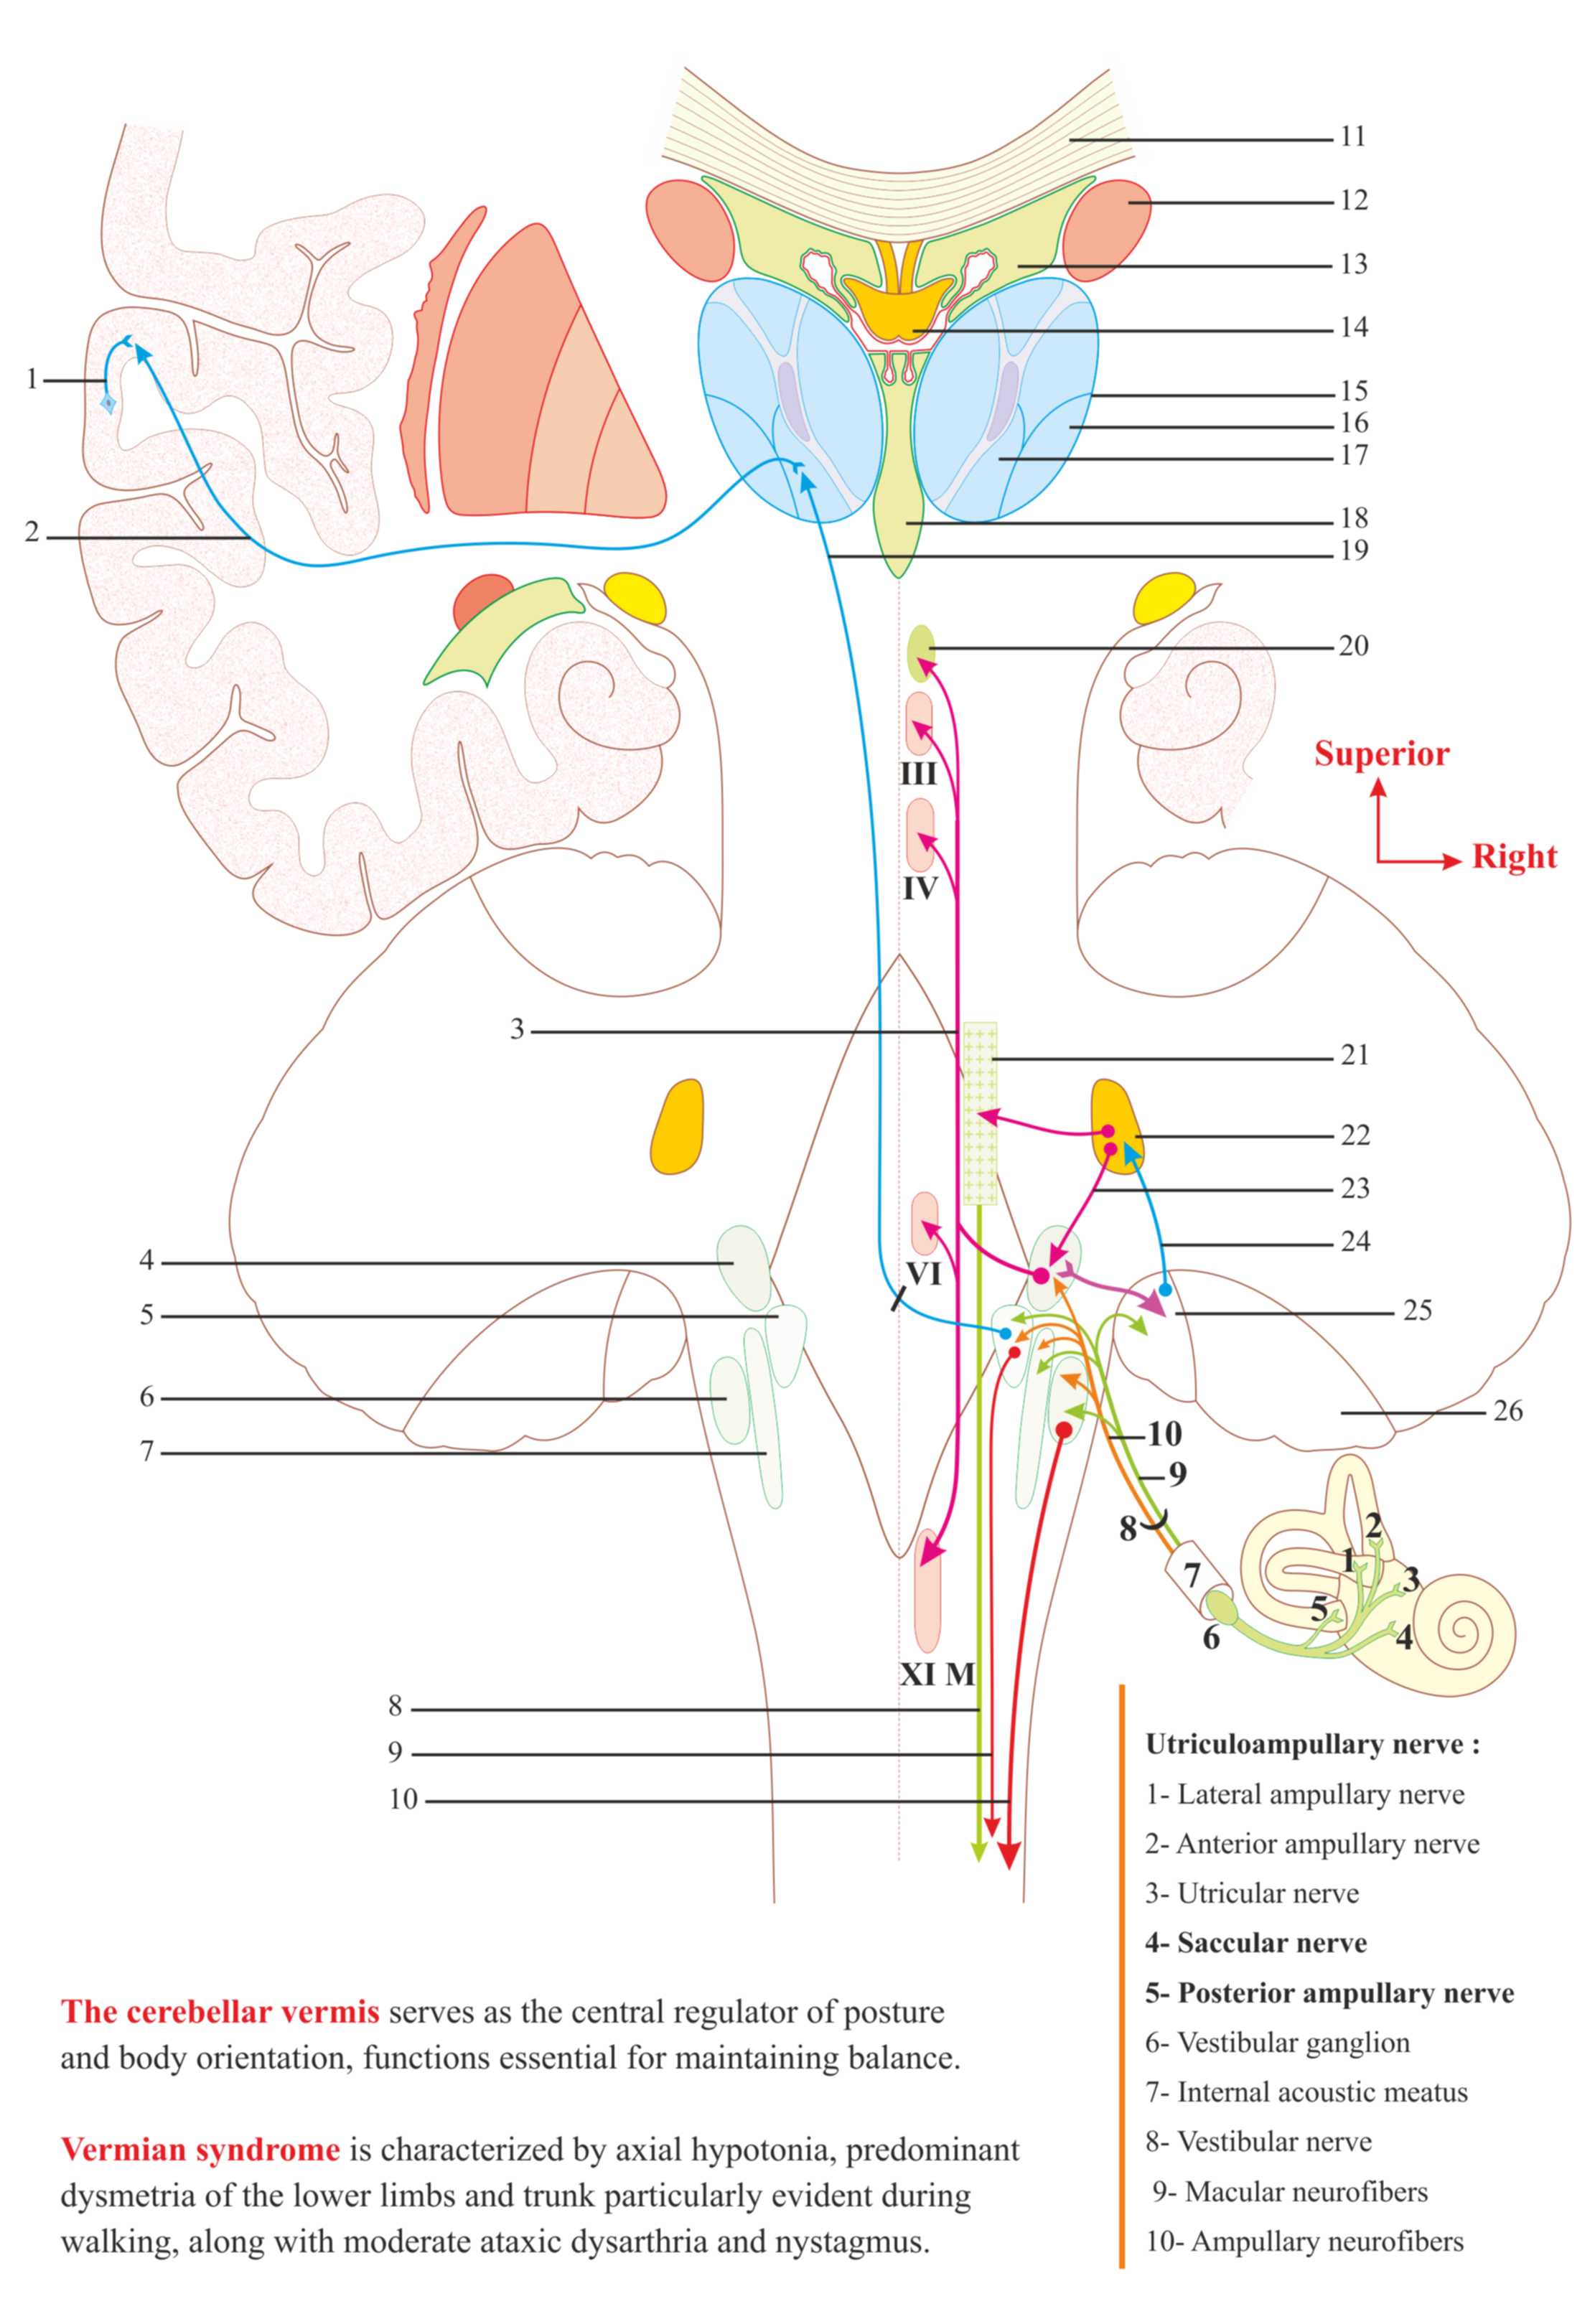 11
12
13
14
1
15
16
17
2
18
19
20
III
Superior
Right
IV
3
21
22
23
4
VI
24
5
25
6
26
7
10
9
8
2
1
7
3
5
6
4
XI M
8
9
10
Utriculoampullary nerve :
1- Lateral ampullary nerve
2- Anterior ampullary nerve
3- Utricular nerve
4- Saccular nerve
5- Posterior ampullary nerve
6- Vestibular ganglion
7- Internal acoustic meatus
8- Vestibular nerve
9- Macular neurofibers
10- Ampullary neurofibers
The cerebellar vermis serves as the central regulator of posture
and body orientation, functions essential for maintaining balance.
Vermian syndrome is characterized by axial hypotonia, predominant
dysmetria of the lower limbs and trunk particularly evident during
walking, along with moderate ataxic dysarthria and nystagmus.